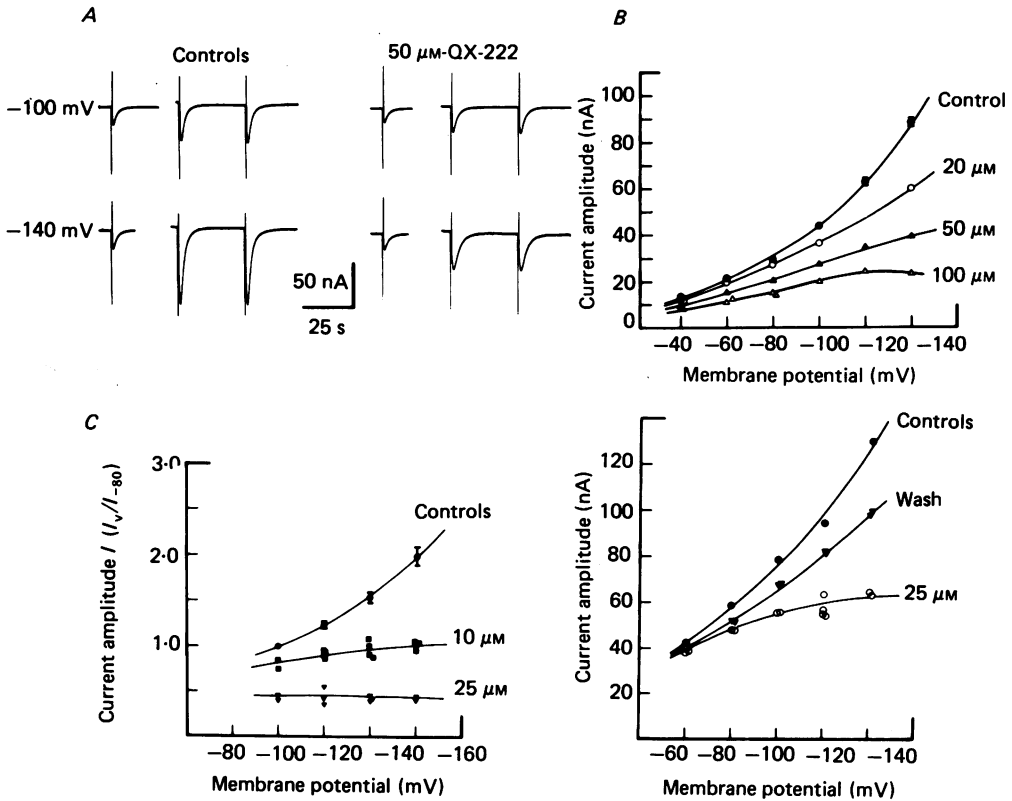 A
Controls
50 μM-QX-222
−100 mV
−140 mV
50 nA
25 s
B
Current amplitude (nA)
100
80
60
40
20
0
Control
20 μM
50 μM
100 μM
−40 −60 −80 −100 −120 −140
Membrane potential (mV)
C
Current amplitude / (Iv/I−80)
3·0
2·0
1·0
Controls
10 μM
25 μM
−80 −100 −120 −140 −160
Membrane potential (mV)
Current amplitude (nA)
120
100
80
60
40
20
Controls
Wash
25 μM
−60 −80 −100 −120 −140
Membrane potential (mV)